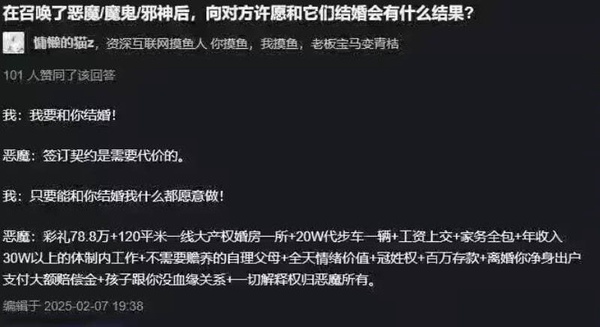 在召唤了恶魔/魔鬼/邪神后，向对方许愿和它们结婚会有什么结果？
慵懒的猫z，资深互联网摸鱼人 你摸鱼，我摸鱼，老板宝马变青桔
101 人赞同了该回答
我：我要和你结婚！
恶魔：签订契约是需要代价的。
我：只要能和你结婚我什么都愿意做！
恶魔：彩礼78.8万+120平米一线大产权婚房一所+20W代步车一辆+工资上交+家务全包+年收入
30W以上的体制内工作+不需要赡养的自理父母+全天情绪价值+冠姓权+百万存款+离婚你净身出户
支付大额赔偿金+孩子跟你没血缘关系+一切解释权归恶魔所有。
编辑于 2025-02-07 19:38